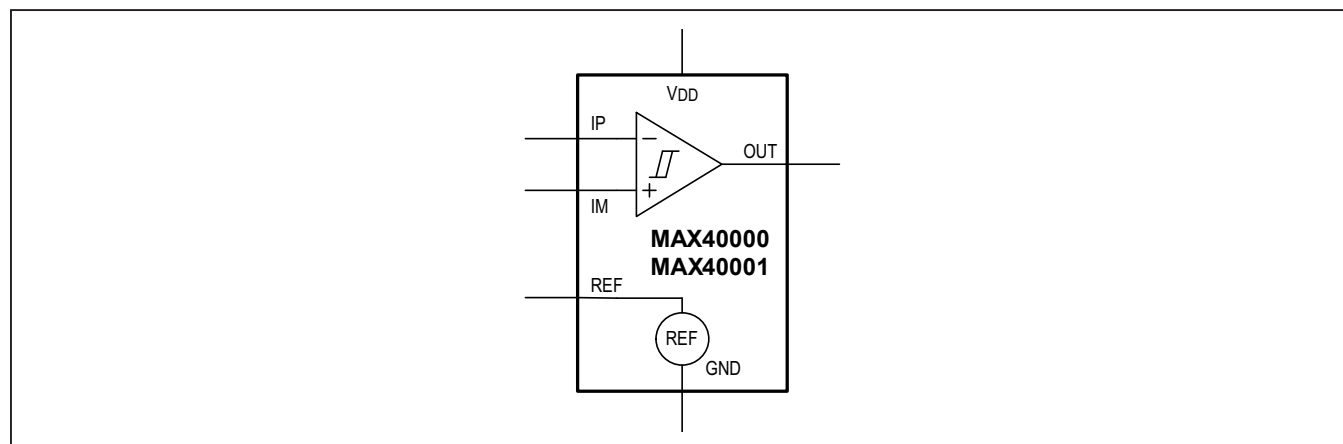 VDD
IP
−
OUT
+
IM
MAX40000
MAX40001
REF
REF
GND